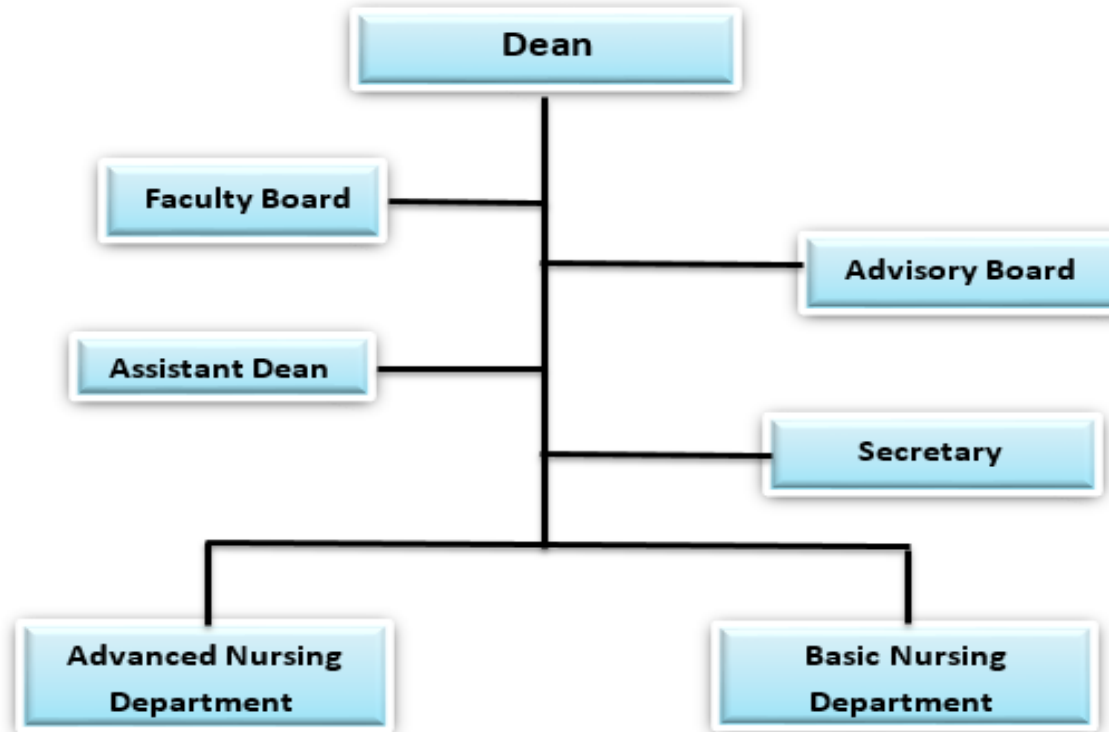 Dean
Faculty Board
Advisory Board
Assistant Dean
Secretary
Advanced Nursing
Department
Basic Nursing
Department